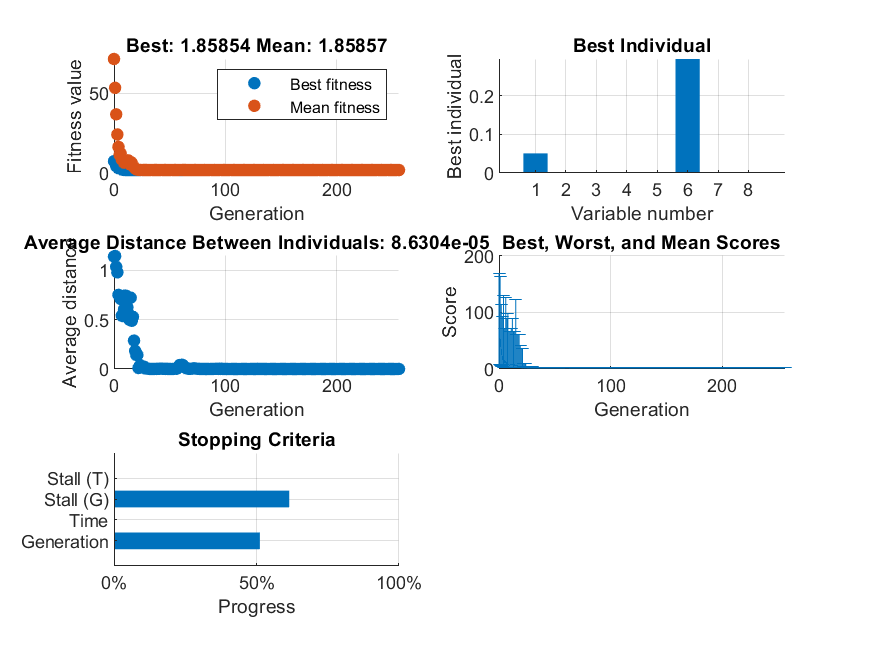 Best: 1.85854 Mean: 1.85857
Fitness value
50
0
Best fitness
Mean fitness
0 100 200
Generation
Best Individual
Best individual
0.2
0.1
0
1 2 3 4 5 6 7 8
Variable number
Average Distance Between Individuals: 8.6304e-05
Average distance
1
0.5
0
0 100 200
Generation
Best, Worst, and Mean Scores
Score
200
100
0
0 100 200
Generation
Stopping Criteria
Stall (T)
Stall (G)
Time
Generation
0% 50% 100%
Progress